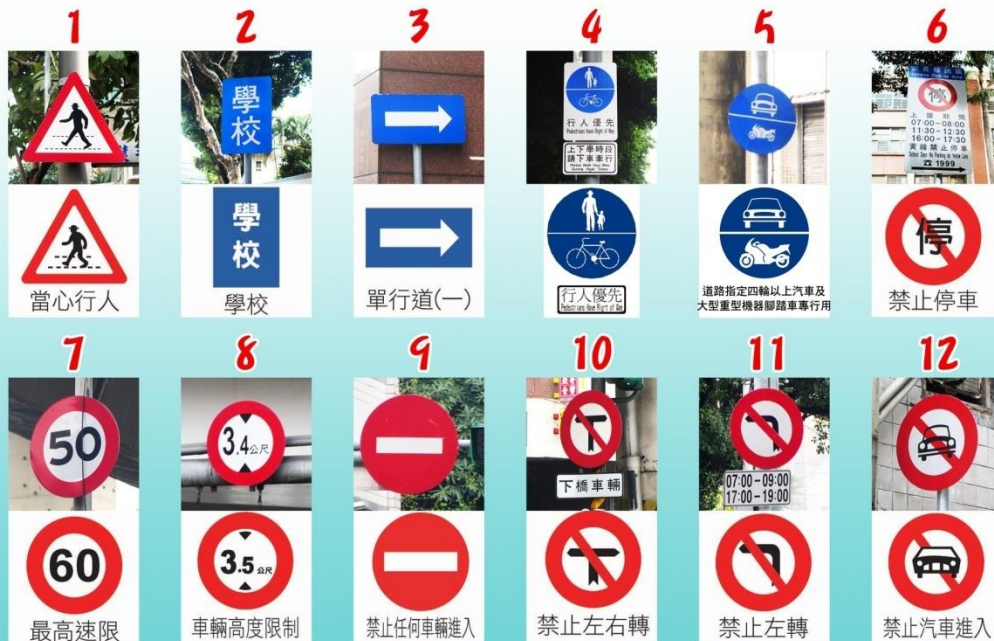 1
2
3
4
5
6
學校
行人優先
Pedestrians Have Right of Way
上下學時段
請下車牽行
停
上課期間
07:00-08:00
11:30-12:30
16:00-17:30
黃線禁止停車
School Days No Parking on Yellow Line
☎1999
當心行人
學校
學校
單行道(一)
行人優先
Pedestrians Have Right of Way
道路指定四輪以上汽車及
大型重型機器腳踏車專行用
停
禁止停車
7
8
9
10
11
12
50
3.4公尺
下橋車輛
07:00-09:00
17:00-19:00
60
最高速限
3.5公尺
車輛高度限制
禁止任何車輛進入
禁止左右轉
禁止左轉
禁止汽車進入